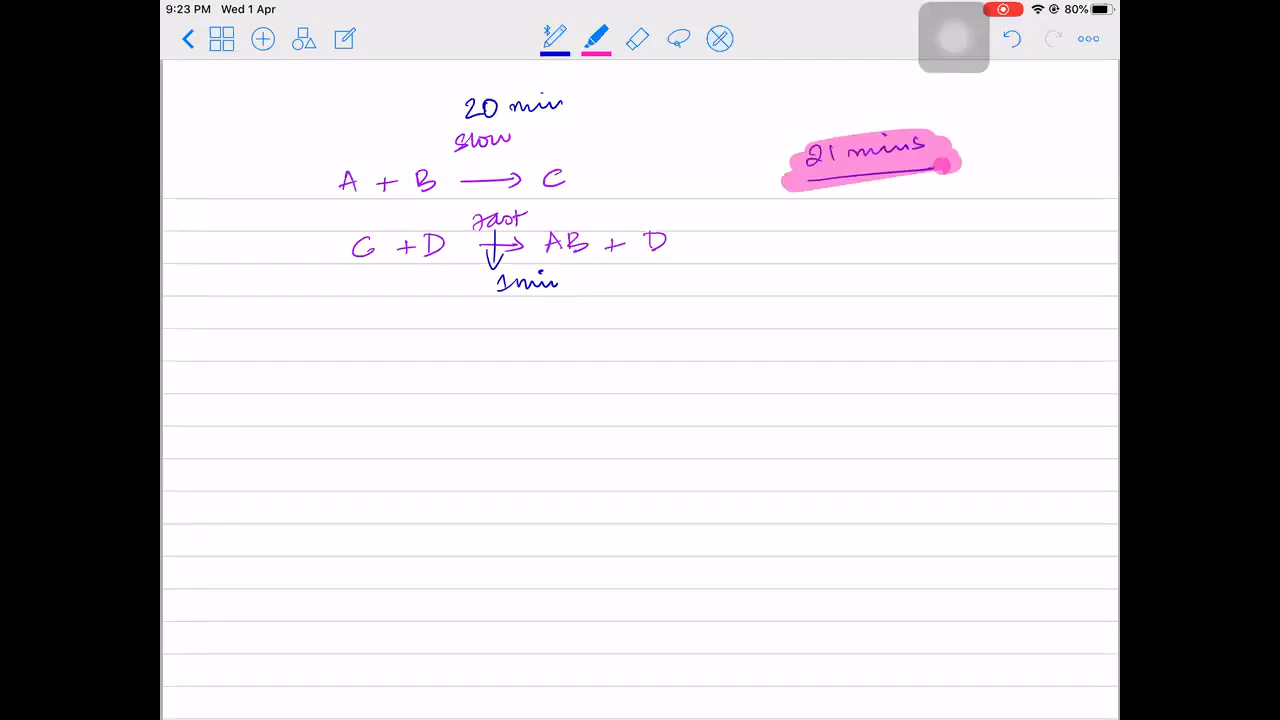 9:23 PM Wed 1 Apr 80%
20 min
slow
21 mins
A + B → C
fast
C + D → AB + D
1 min